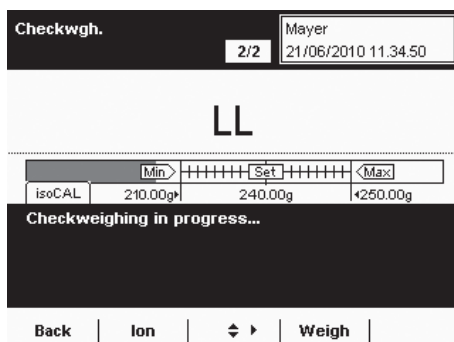 Checkwgh.
2/2
Mayer
21/06/2010 11.34.50
LL
Min Set Max
isoCAL 210.00g 240.00g 250.00g
Checkweighing in progress...
Back Ion Weigh